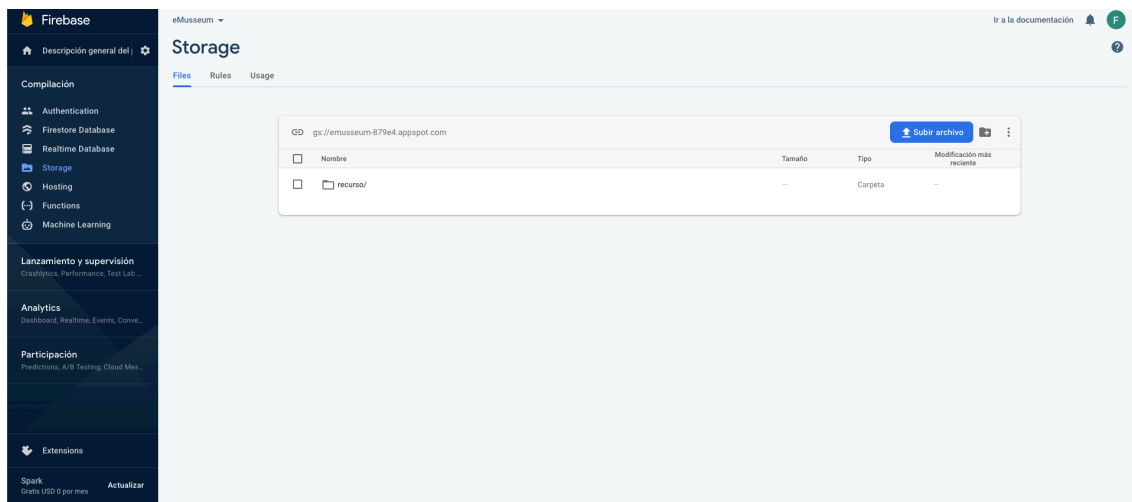 Firebase
Descripción general del
Compilación
Authentication
Firestore Database
Realtime Database
Storage
Hosting
Functions
Machine Learning
Lanzamiento y supervisión
Crashlytics, Performance, Test Lab ...
Analytics
Dashboard, Realtime, Events, Conve...
Participación
Predictions, A/B Testing, Cloud Mes...
Extensions
Spark
Gratis USD 0 por mes
Actualizar
eMusseum
Ir a la documentación
F
Storage
Files Rules Usage
gs://emusseum-879e4.appspot.com
Subir archivo
Nombre Tamaño Tipo Modificación más
reciente
recurso/ — Carpeta —